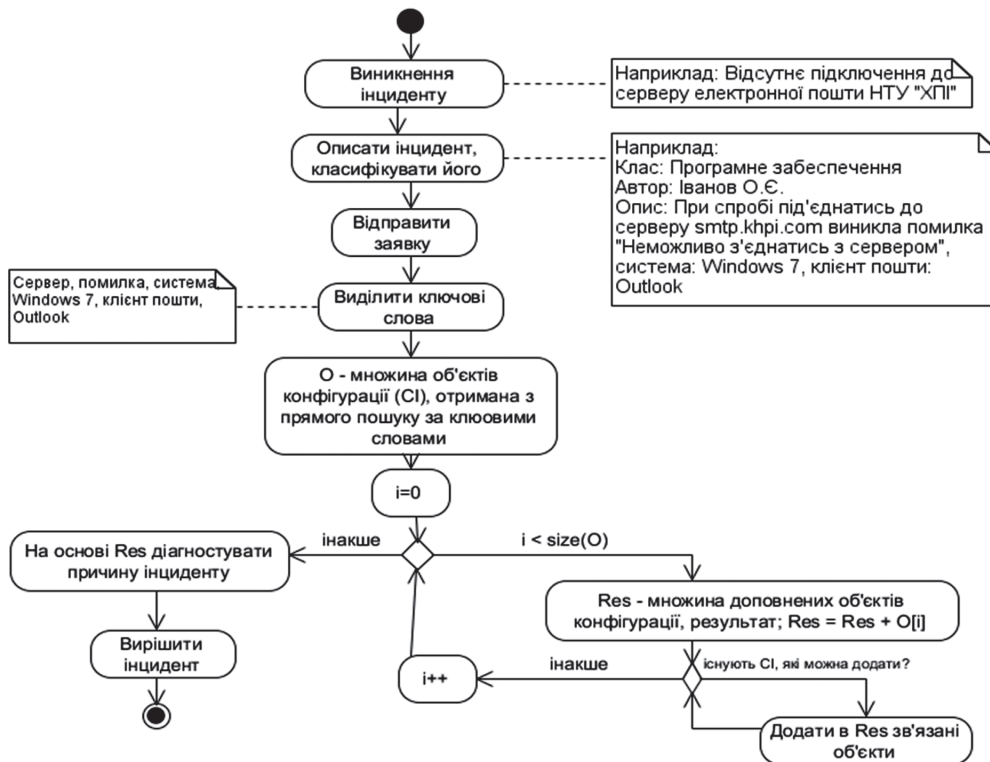 Виникнення
інциденту
Наприклад: Відсутнє підключення до
серверу електронної пошти НТУ "ХПІ"
Описати інцидент,
класифікувати його
Наприклад:
Клас: Програмне забеспечення
Автор: Іванов О.Є.
Опис: При спробі під'єднатись до
серверу smtp.khpi.com виникла помилка
"Неможливо з'єднатись з сервером",
система: Windows 7, клієнт пошти:
Outlook
Відправити
заявку
Сервер, помилка, система,
Windows 7, клієнт пошти,
Outlook
Виділити ключові
слова
О - множина об'єктів
конфігурації (CI), отримана з
прямого пошуку за клюовими
словами
i=0
інакше
i < size(O)
На основі Res діагностувати
причину інциденту
Res - множина доповнених об'єктів
конфігурації, результат; Res = Res + O[i]
Вирішити
інцидент
i++
інакше
існують CI, які можна додати?
Додати в Res зв'язані
об'єкти